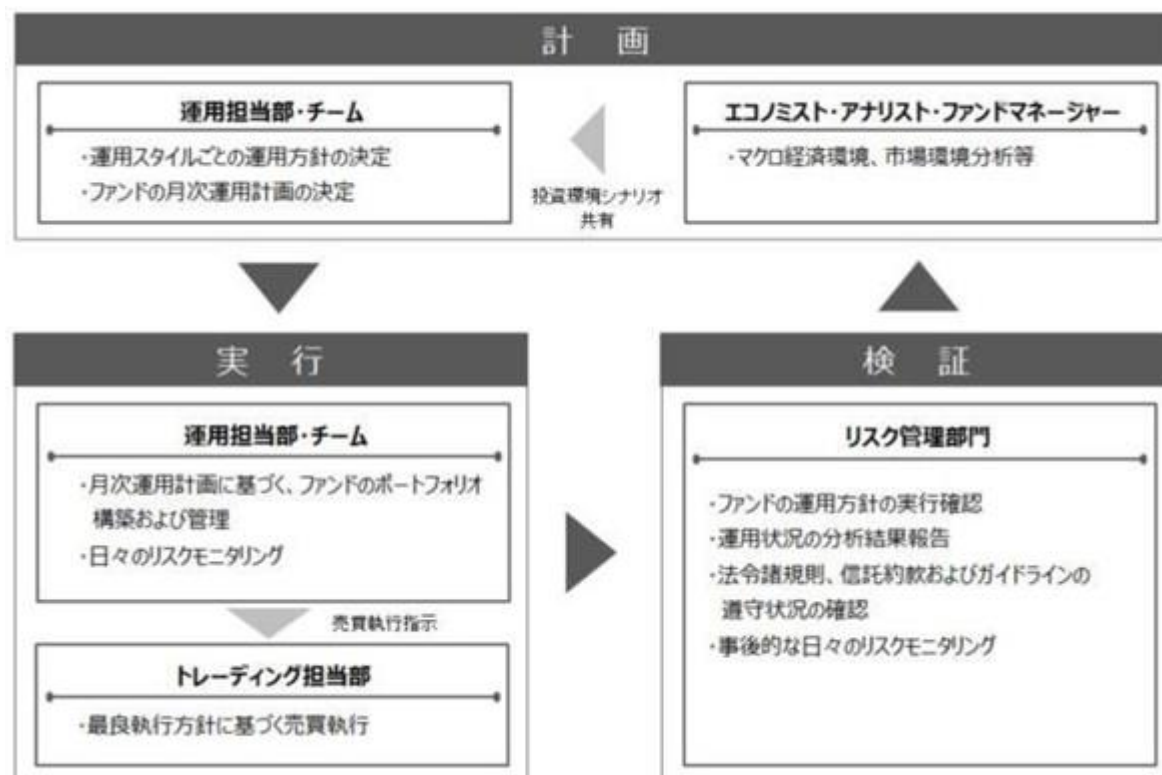 計 画
運用担当部・チーム
・運用スタイルごとの運用方針の決定
・ファンドの月次運用計画の決定
投資環境シナリオ
共有
エコノミスト・アナリスト・ファンドマネージャー
・マクロ経済環境、市場環境分析等
実 行
運用担当部・チーム
・月次運用計画に基づく、ファンドのポートフォリオ
構築および管理
・日々のリスクモニタリング
売買執行指示
トレーディング担当部
・最良執行方針に基づく売買執行
検 証
リスク管理部門
・ファンドの運用方針の実行確認
・運用状況の分析結果報告
・法令諸規則、信託約款およびガイドラインの
遵守状況の確認
・事後的な日々のリスクモニタリング